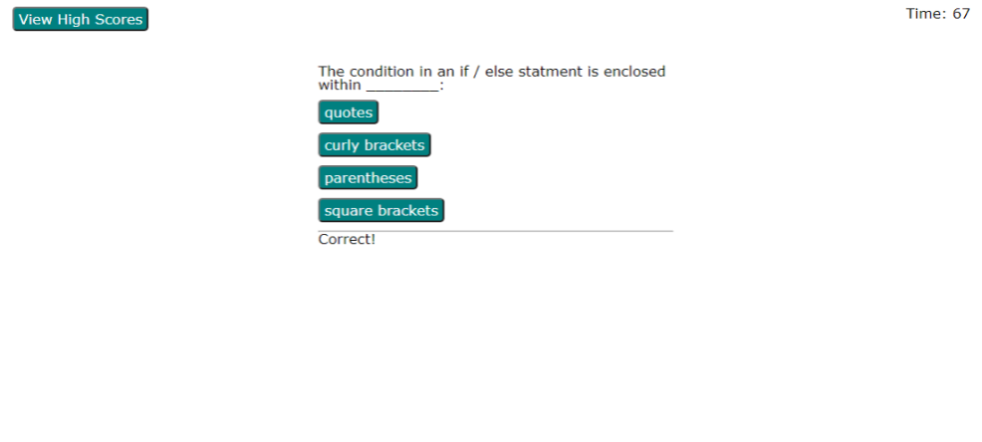 View High Scores
Time: 67
The condition in an if / else statment is enclosed
within ________:
quotes
curly brackets
parentheses
square brackets
Correct!